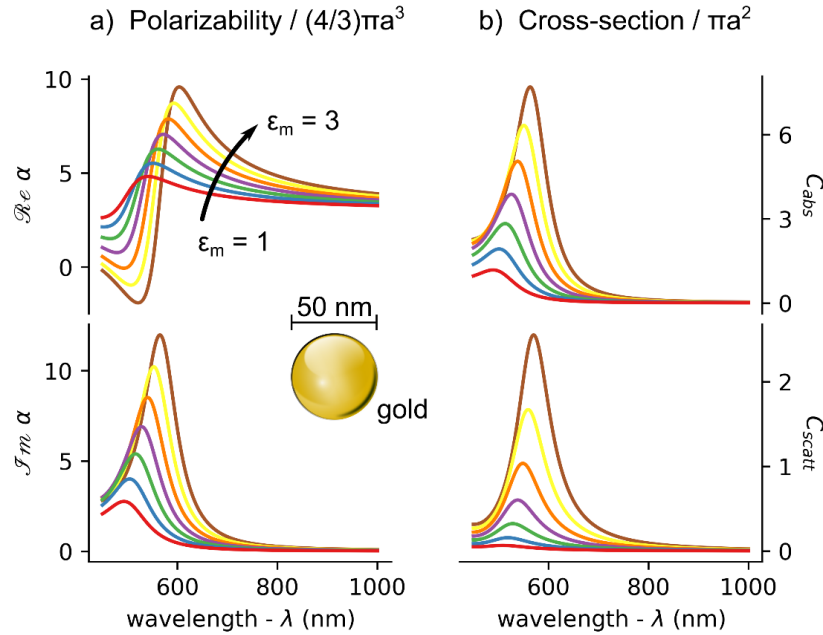 a) Polarizability / (4/3)πa³
b) Cross-section / πa²
10
5
0
ℛe α
εₘ = 3
εₘ = 1
6
3
0
C_abs
50 nm
gold
10
5
0
ℐm α
2
1
0
C_scatt
600
800
1000
wavelength - λ (nm)
600
800
1000
wavelength - λ (nm)